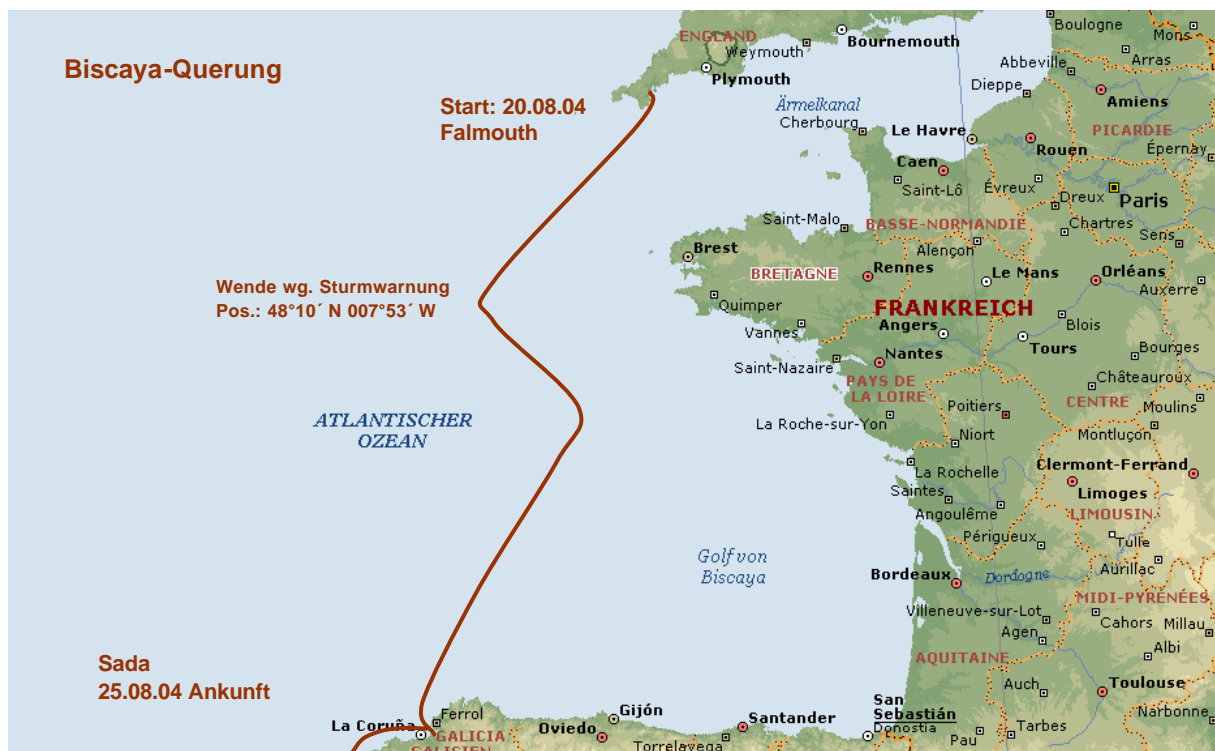 Biscaya-Querung
Start: 20.08.04
Falmouth
Wende wg. Sturmwarnung
Pos.: 48°10´ N 007°53´ W
ATLANTISCHER
OZEAN
Sada
25.08.04 Ankunft
ENGLAND
Weymouth
Bournemouth
Plymouth
Ärmelkanal
Cherbourg
Boulogne
Mons
Arras
Abbeville
Dieppe
Amiens
Le Havre
PICARDIE
Rouen
Épernay
Caen
Saint-Lô
Évreux
Dreux
Paris
Saint-Malo
BASSE-NORMANDIE
Chartres
Sens
Alençon
Brest
BRETAGNE
Rennes
Le Mans
Orléans
Auxerre
Quimper
FRANKREICH
Vannes
Angers
Blois
Tours
Bourges
Saint-Nazaire
Nantes
Châteauroux
PAYS DE
LA LOIRE
Poitiers
CENTRE
Moulins
La Roche-sur-Yon
Niort
Montluçon
La Rochelle
Clermont-Ferrand
Saintes
Limoges
Angoulême
LIMOUSIN
Périgueux
Tulle
Golf von
Biscaya
Aurillac
Bordeaux
Dordogne
MIDI-PYRÉNÉES
Villeneuve-sur-Lot
Cahors
Millau
Agen
Albi
AQUITAINE
Auch
Toulouse
Narbonne
San
Sebastián
Donostia
Pau
Tarbes
La Coruña
Ferrol
GALICIA
GALICIEN
Oviedo
Gijón
Torrelavega
Santander